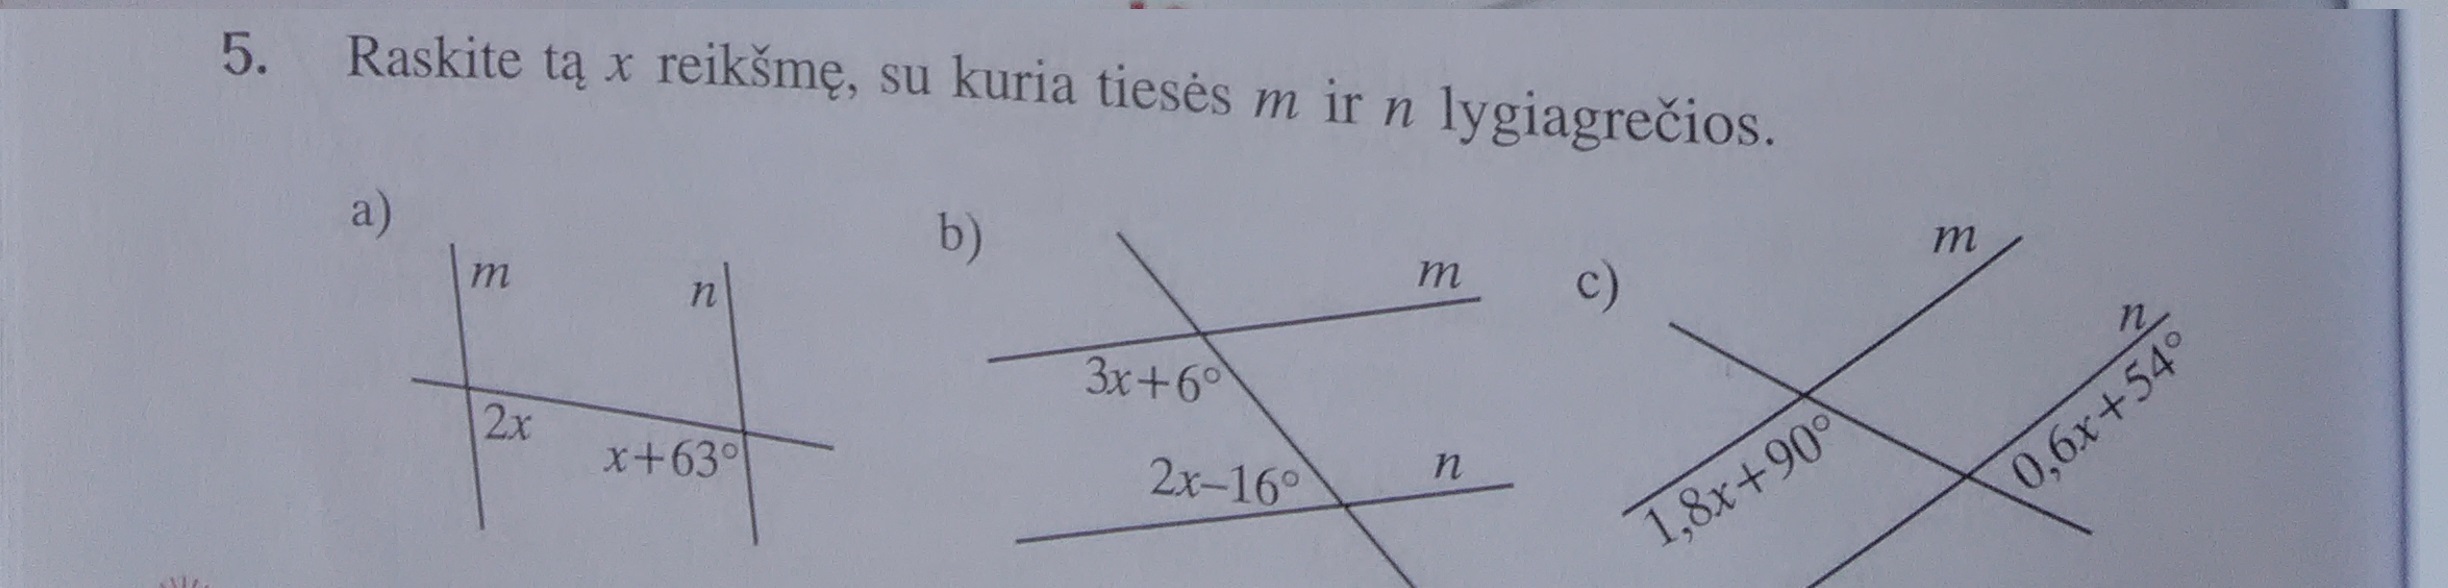 5. Raskite tą x reikšmę, su kuria tiesės m ir n lygiagrečios.
a)
m
n
2x
x+63°
b)
m
3x+6°
2x–16°
n
c)
m
n
1,8x+90°
0,6x+54°